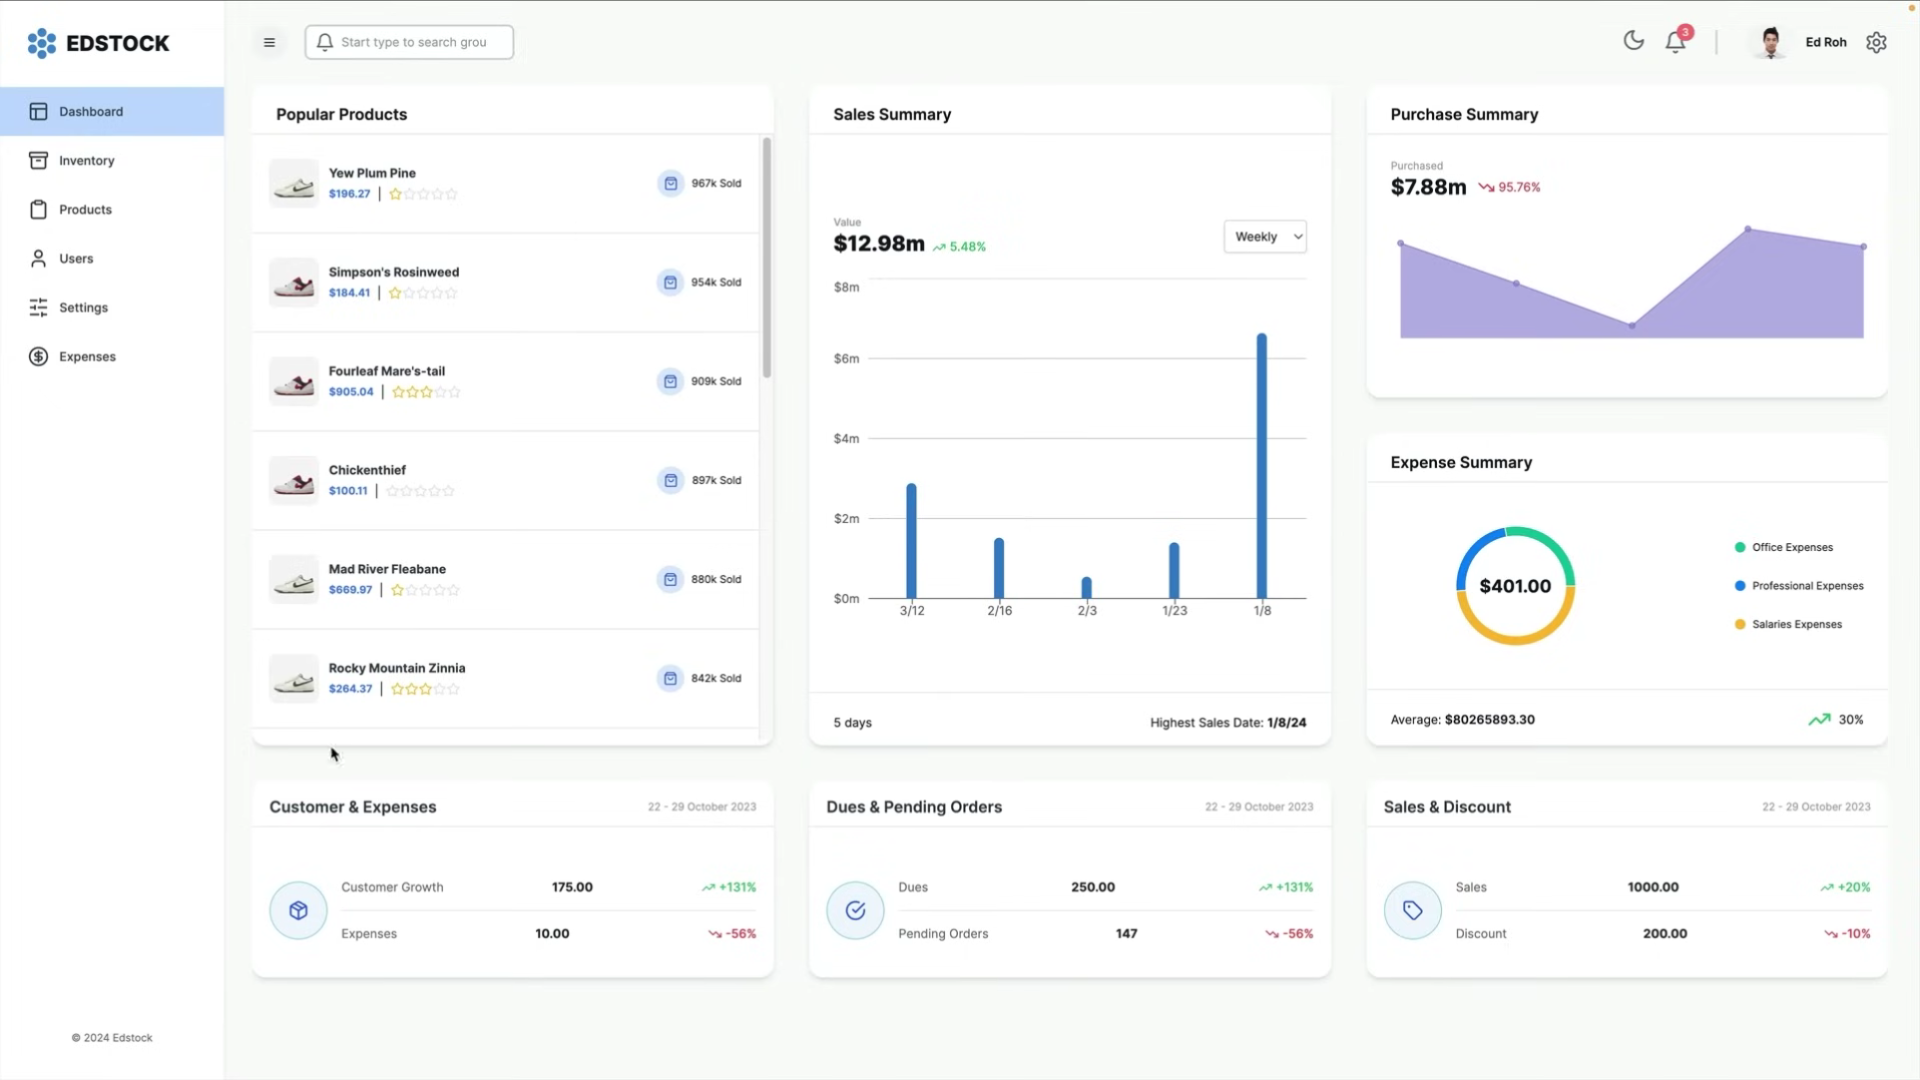 EDSTOCK
Start type to search grou
3
Ed Roh
Dashboard
Inventory
Products
Users
Settings
Expenses
© 2024 Edstock
Popular Products
Yew Plum Pine
$196.27 |
967k Sold
Simpson's Rosinweed
$184.41 |
954k Sold
Fourleaf Mare's-tail
$905.04 |
909k Sold
Chickenthief
$100.11 |
897k Sold
Mad River Fleabane
$669.97 |
880k Sold
Rocky Mountain Zinnia
$264.37 |
842k Sold
Sales Summary
Value
$12.98m 5.48%
Weekly
$8m
$6m
$4m
$2m
$0m
3/12 2/16 2/3 1/23 1/8
5 days
Highest Sales Date: 1/8/24
Purchase Summary
Purchased
$7.88m 95.76%
Expense Summary
$401.00
Office Expenses
Professional Expenses
Salaries Expenses
Average: $80265893.30
30%
Customer & Expenses
22 - 29 October 2023
Customer Growth 175.00 +131%
Expenses 10.00 -56%
Dues & Pending Orders
22 - 29 October 2023
Dues 250.00 +131%
Pending Orders 147 -56%
Sales & Discount
22 - 29 October 2023
Sales 1000.00 +20%
Discount 200.00 -10%